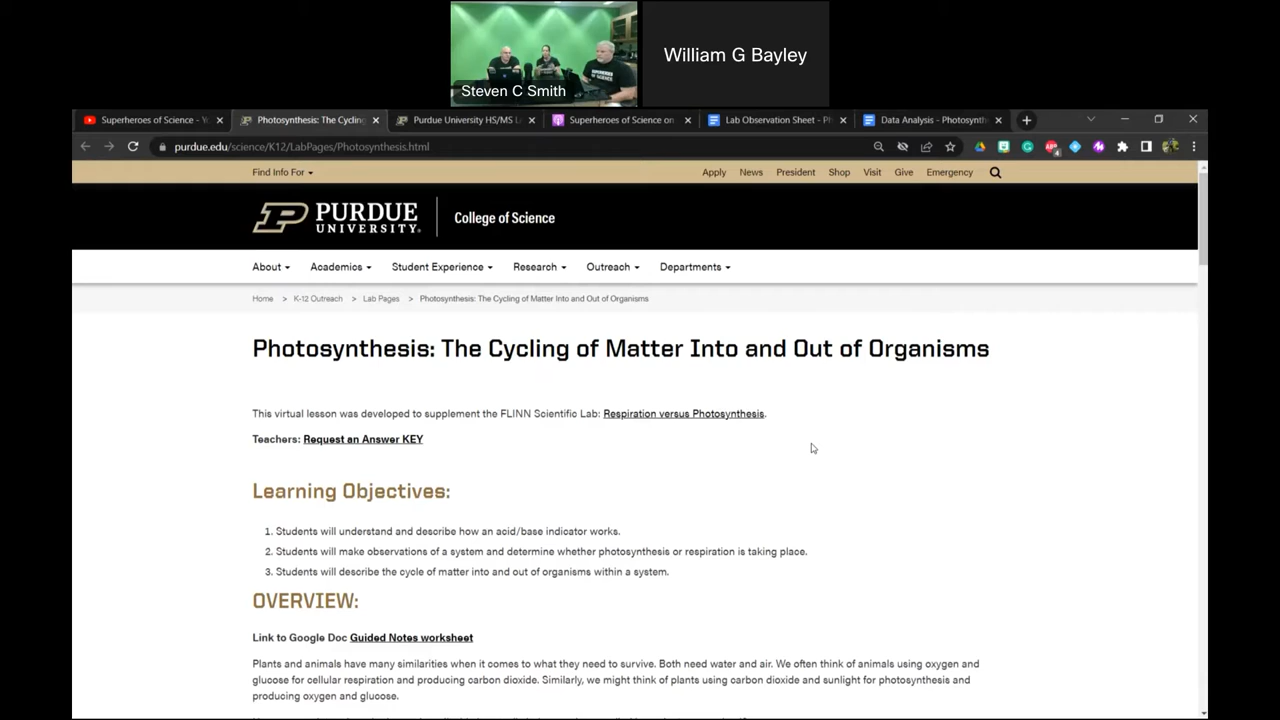 Steven C Smith
William G Bayley
Superheroes of Science - Y
Photosynthesis: The Cycling
Purdue University HS/MS L
Superheroes of Science on
Lab Observation Sheet - Ph
Data Analysis - Photosynth
purdue.edu/science/K12/LabPages/Photosynthesis.html
Find Info For
Apply News President Shop Visit Give Emergency
PURDUE UNIVERSITY
College of Science
About Academics Student Experience Research Outreach Departments
Home > K-12 Outreach > Lab Pages > Photosynthesis: The Cycling of Matter Into and Out of Organisms
Photosynthesis: The Cycling of Matter Into and Out of Organisms
This virtual lesson was developed to supplement the FLINN Scientific Lab: Respiration versus Photosynthesis.
Teachers: Request an Answer KEY
Learning Objectives:
1. Students will understand and describe how an acid/base indicator works.
2. Students will make observations of a system and determine whether photosynthesis or respiration is taking place.
3. Students will describe the cycle of matter into and out of organisms within a system.
OVERVIEW:
Link to Google Doc Guided Notes worksheet
Plants and animals have many similarities when it comes to what they need to survive. Both need water and air. We often think of animals using oxygen and
glucose for cellular respiration and producing carbon dioxide. Similarly, we might think of plants using carbon dioxide and sunlight for photosynthesis and
producing oxygen and glucose.